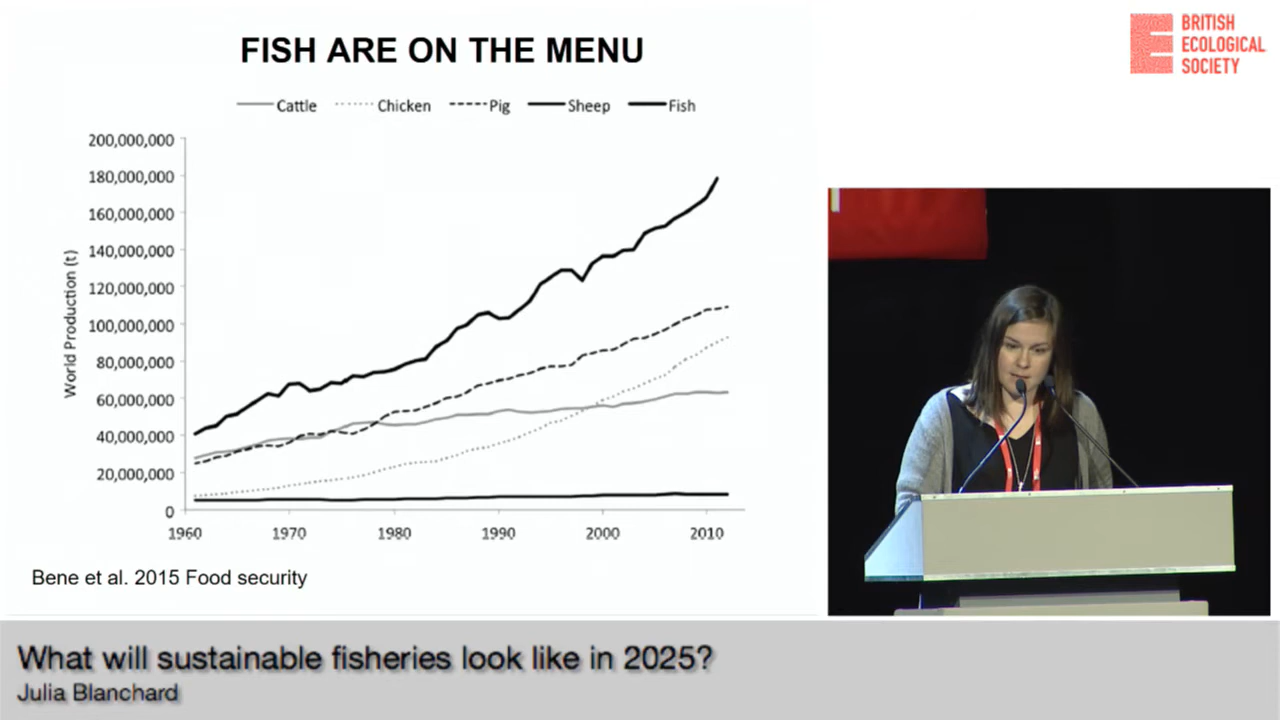 FISH ARE ON THE MENU
Cattle Chicken Pig Sheep Fish
200,000,000
180,000,000
160,000,000
140,000,000
120,000,000
100,000,000
80,000,000
60,000,000
40,000,000
20,000,000
0
World Production (t)
1960 1970 1980 1990 2000 2010
Bene et al. 2015 Food security
BRITISH
ECOLOGICAL
SOCIETY
What will sustainable fisheries look like in 2025?
Julia Blanchard